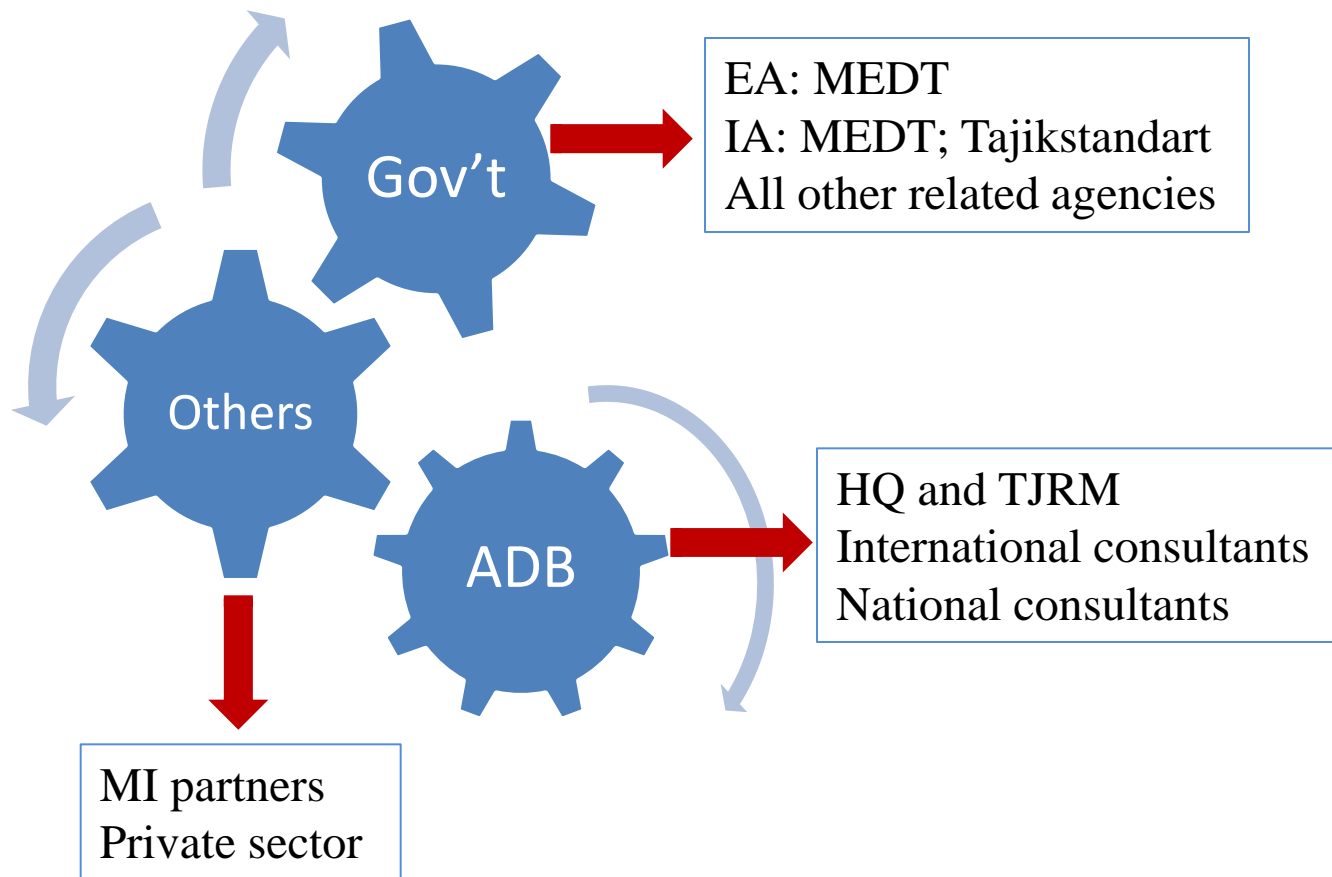 Gov’t
EA: MEDT
IA: MEDT; Tajikstandart
All other related agencies
Others
ADB
HQ and TJRM
International consultants
National consultants
MI partners
Private sector